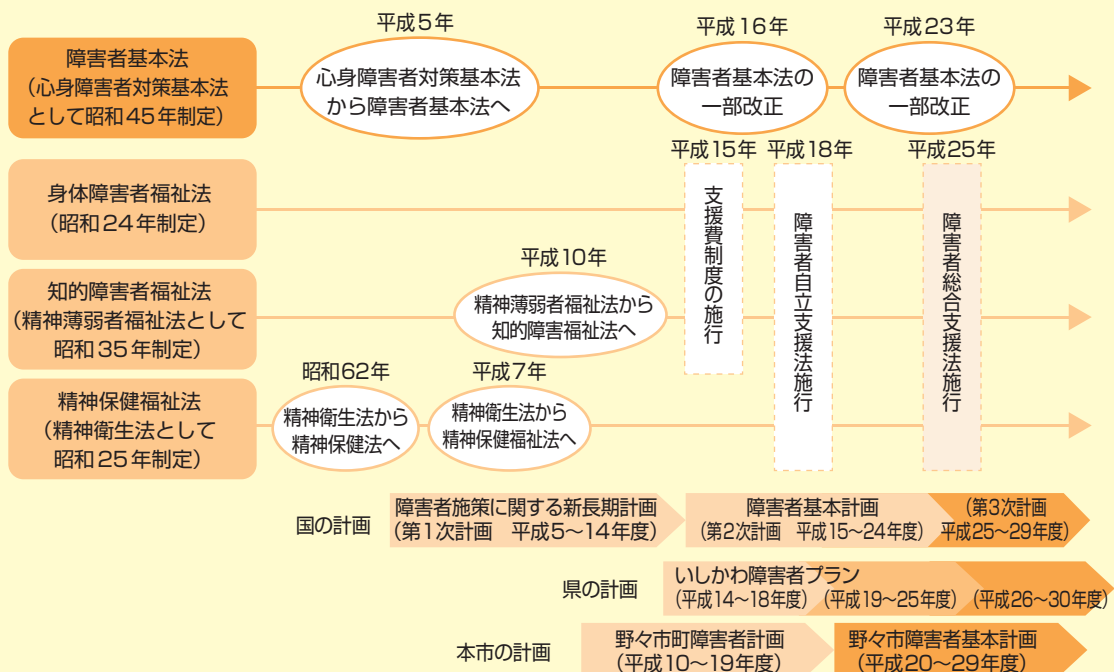 平成5年
平成16年
平成23年
障害者基本法
(心身障害者対策基本法
として昭和45年制定)
心身障害者対策基本法
から障害者基本法へ
障害者基本法の
一部改正
障害者基本法の
一部改正
平成15年
平成18年
平成25年
身体障害者福祉法
(昭和24年制定)
支援費制度の施行
障害者自立支援法施行
障害者総合支援法施行
平成10年
知的障害者福祉法
(精神薄弱者福祉法として
昭和35年制定)
精神薄弱者福祉法から
知的障害福祉法へ
昭和62年
平成7年
精神保健福祉法
(精神衛生法として
昭和25年制定)
精神衛生法から
精神保健法へ
精神衛生法から
精神保健福祉法へ
国の計画
障害者施策に関する新長期計画
(第1次計画 平成5〜14年度)
障害者基本計画
(第2次計画 平成15〜24年度)
(第3次計画
平成25〜29年度)
県の計画
いしかわ障害者プラン
(平成14〜18年度)
(平成19〜25年度)
(平成26〜30年度)
本市の計画
野々市町障害者計画
(平成10〜19年度)
野々市障害者基本計画
(平成20〜29年度)